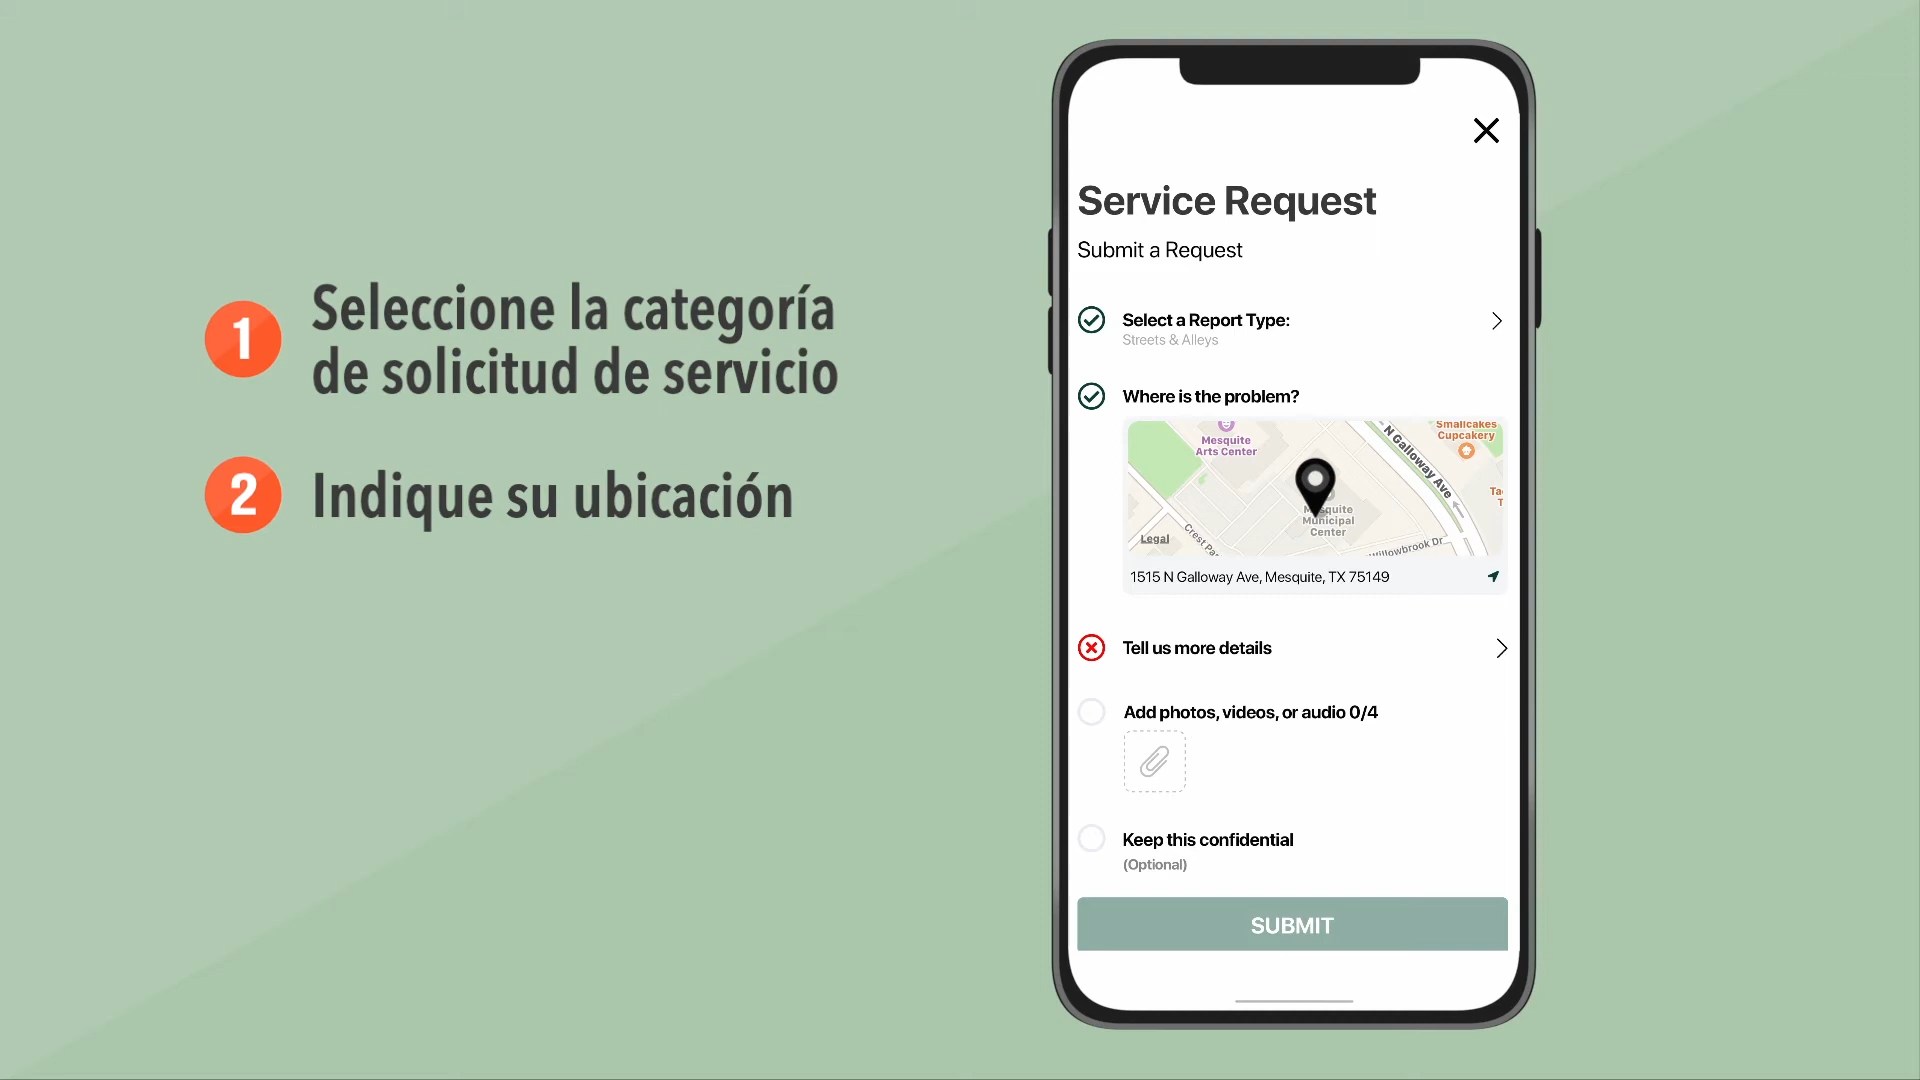 1
Seleccione la categoría
de solicitud de servicio
2
Indique su ubicación
Service Request
Submit a Request
Select a Report Type:
Streets & Alleys
Where is the problem?
Mesquite
Arts Center
N Galloway Ave
Smallcakes
Cupcakery
Mesquite
Municipal
Center
Legal
1515 N Galloway Ave, Mesquite, TX 75149
Tell us more details
Add photos, videos, or audio 0/4
Keep this confidential
(Optional)
SUBMIT